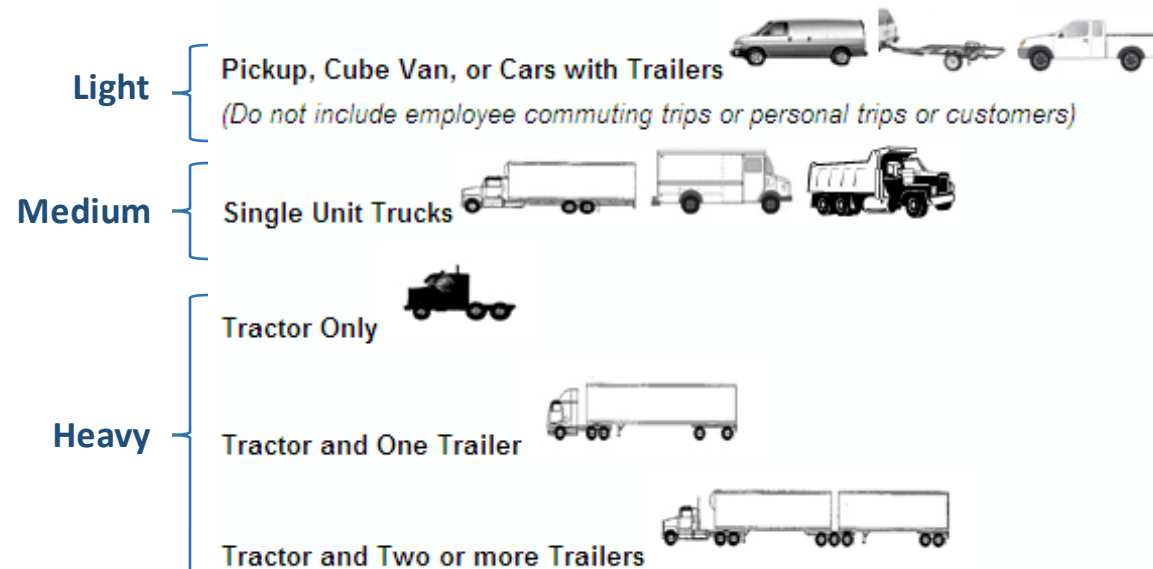 Light
Pickup, Cube Van, or Cars with Trailers
(Do not include employee commuting trips or personal trips or customers)
Medium
Single Unit Trucks
Tractor Only
Heavy
Tractor and One Trailer
Tractor and Two or more Trailers